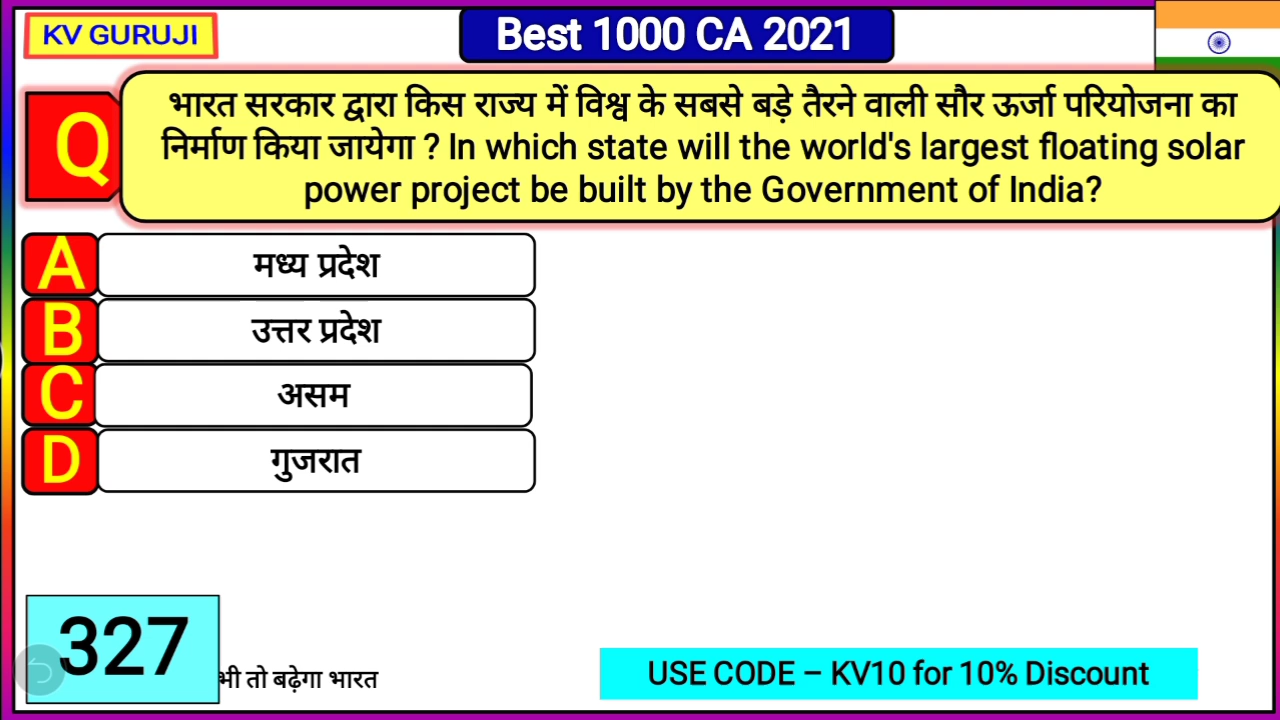 KV GURUJI
Best 1000 CA 2021
Q
भारत सरकार द्वारा किस राज्य में विश्व के सबसे बड़े तैरने वाली सौर ऊर्जा परियोजना का
निर्माण किया जायेगा ? In which state will the world's largest floating solar
power project be built by the Government of India?
A
मध्य प्रदेश
B
उत्तर प्रदेश
C
असम
D
गुजरात
327
भी तो बढ़ेगा भारत
USE CODE – KV10 for 10% Discount